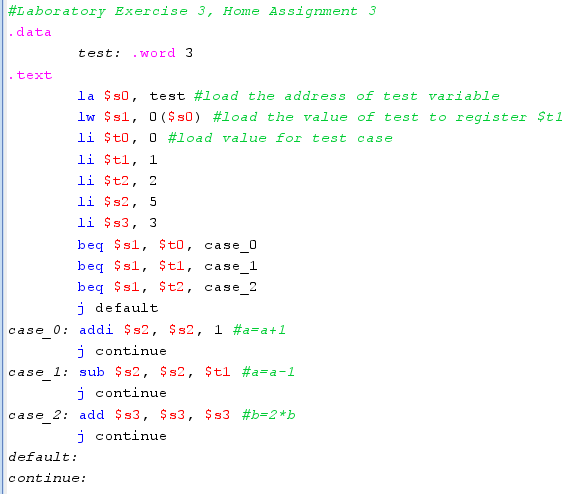 #Laboratory Exercise 3, Home Assignment 3
.data
test: .word 3
.text
la $s0, test #load the address of test variable
lw $s1, 0($s0) #load the value of test to register $t1
li $t0, 0 #load value for test case
li $t1, 1
li $t2, 2
li $s2, 5
li $s3, 3
beq $s1, $t0, case_0
beq $s1, $t1, case_1
beq $s1, $t2, case_2
j default
case_0: addi $s2, $s2, 1 #a=a+1
j continue
case_1: sub $s2, $s2, $t1 #a=a-1
j continue
case_2: add $s3, $s3, $s3 #b=2*b
j continue
default:
continue: